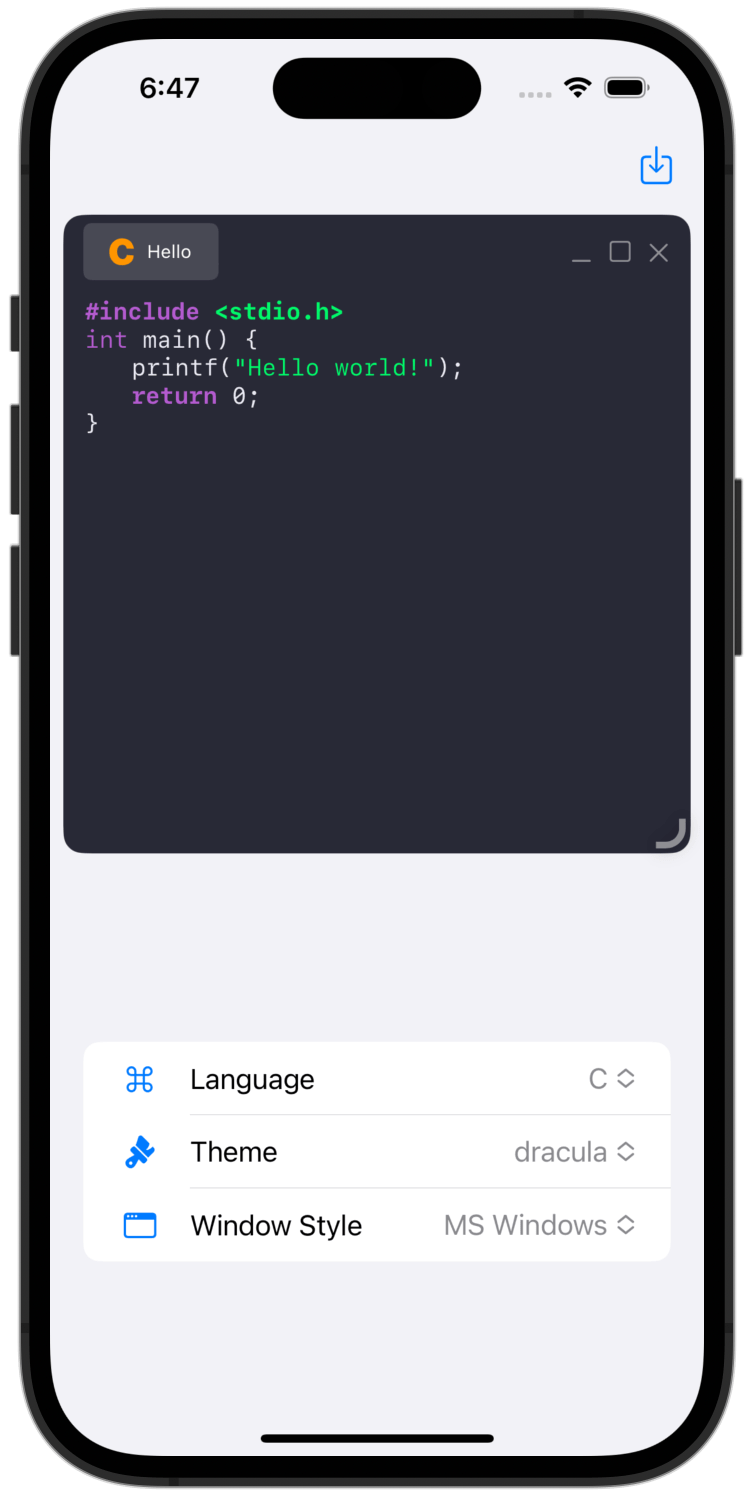 6:47
C Hello
#include <stdio.h>
int main() {
   printf("Hello world!");
   return 0;
}
Language C
Theme dracula
Window Style MS Windows